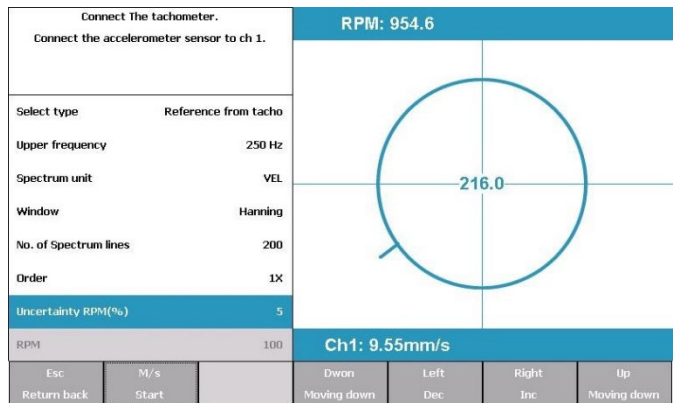 Connect The tachometer.
Connect the accelerometer sensor to ch 1.
Select type Reference from tacho
Upper frequency 250 Hz
Spectrum unit VEL
Window Hanning
No. of Spectrum lines 200
Order 1X
Uncertainty RPM(%) 5
RPM 100
RPM: 954.6
216.0
Ch1: 9.55mm/s
Esc M/s Dwon Left Right Up
Return back Start Moving down Dec Inc Moving down